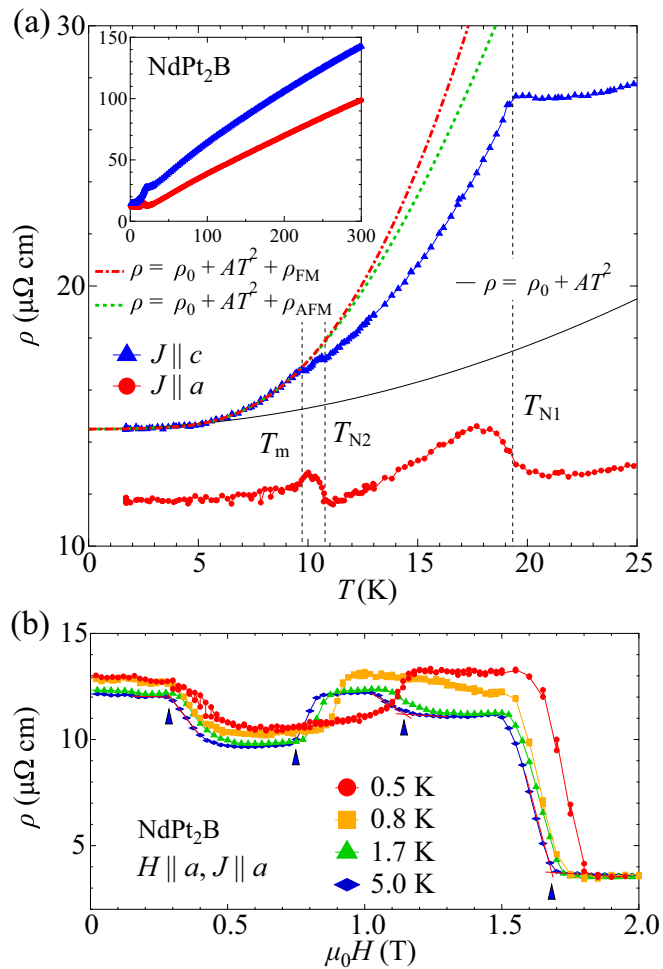 (a)
30
20
10
ρ (μΩ cm)
150
100
50
0
0 100 200 300
NdPt₂B
ρ = ρ₀ + AT² + ρFM
ρ = ρ₀ + AT² + ρAFM
ρ = ρ₀ + AT²
J || c
J || a
Tm
TN2
TN1
0 5 10 15 20 25
T (K)
(b)
15
10
5
ρ (μΩ cm)
0.5 K
0.8 K
1.7 K
5.0 K
NdPt₂B
H || a, J || a
0.0 0.5 1.0 1.5 2.0
μ₀H (T)